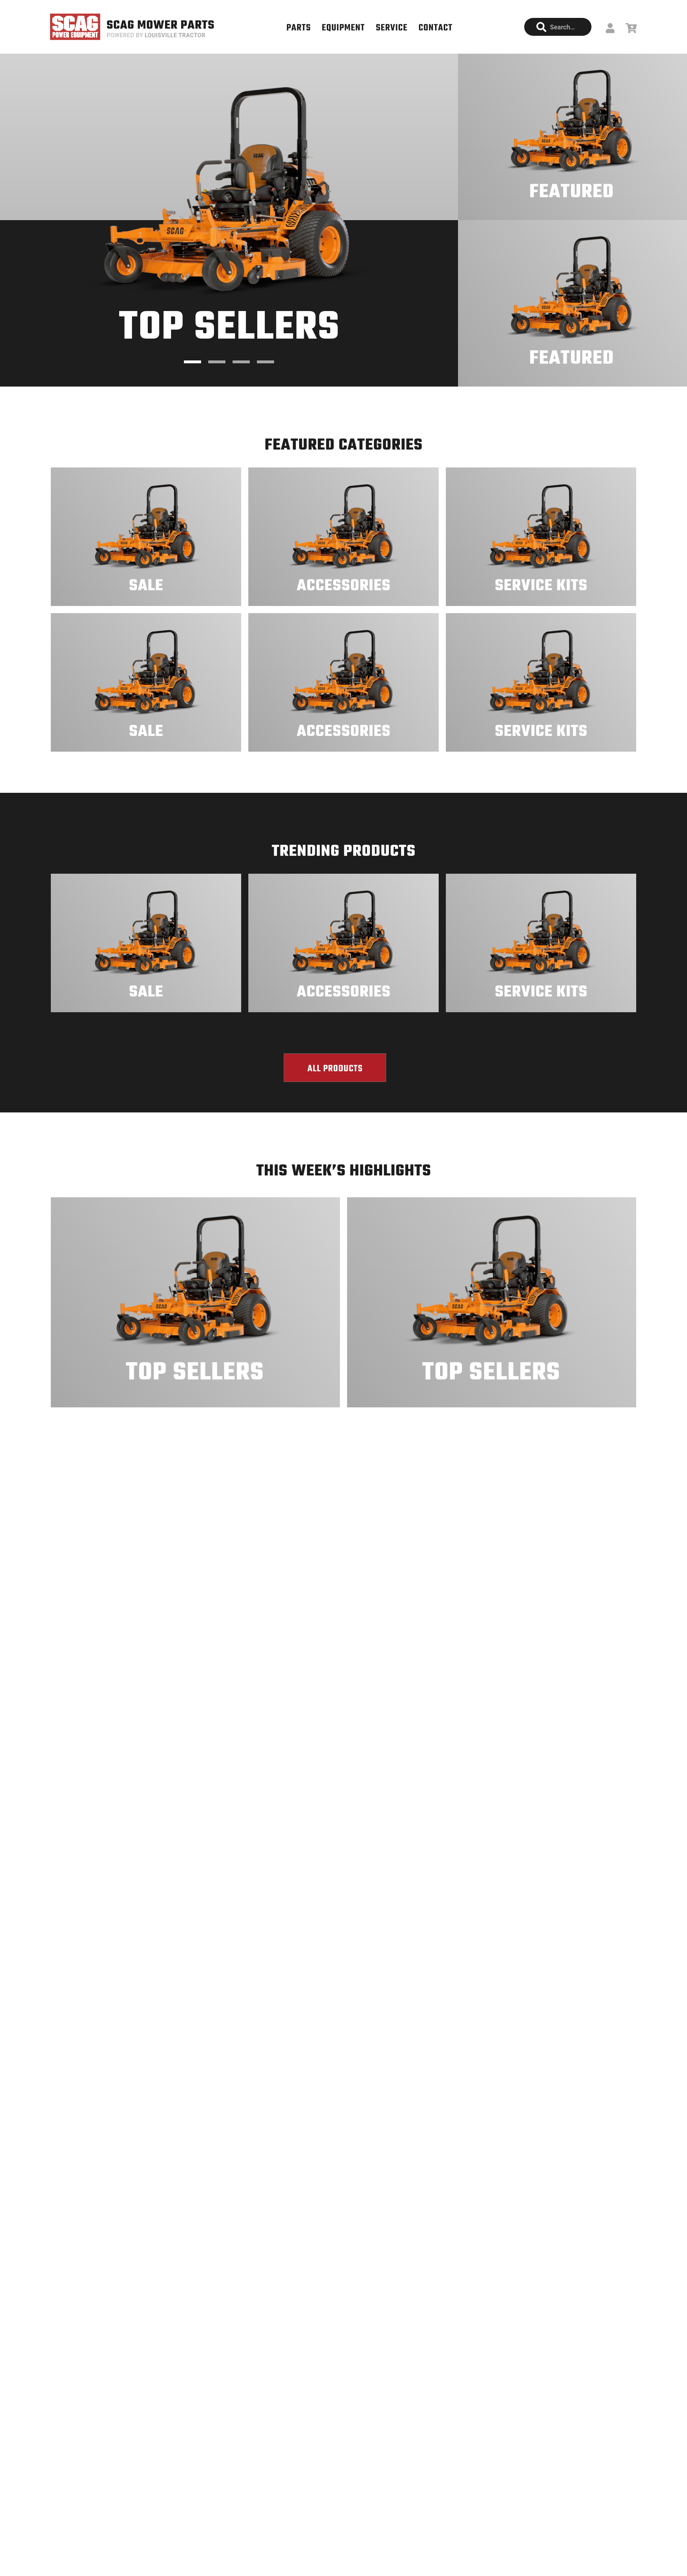 SCAG
POWER EQUIPMENT
SCAG MOWER PARTS
POWERED BY LOUISVILLE TRACTOR
PARTS EQUIPMENT SERVICE CONTACT
Search...
FEATURED
SCAG
TOP SELLERS
FEATURED
FEATURED CATEGORIES
SALE ACCESSORIES SERVICE KITS
SALE ACCESSORIES SERVICE KITS
TRENDING PRODUCTS
SALE ACCESSORIES SERVICE KITS
ALL PRODUCTS
THIS WEEK’S HIGHLIGHTS
SCAG SCAG
TOP SELLERS TOP SELLERS